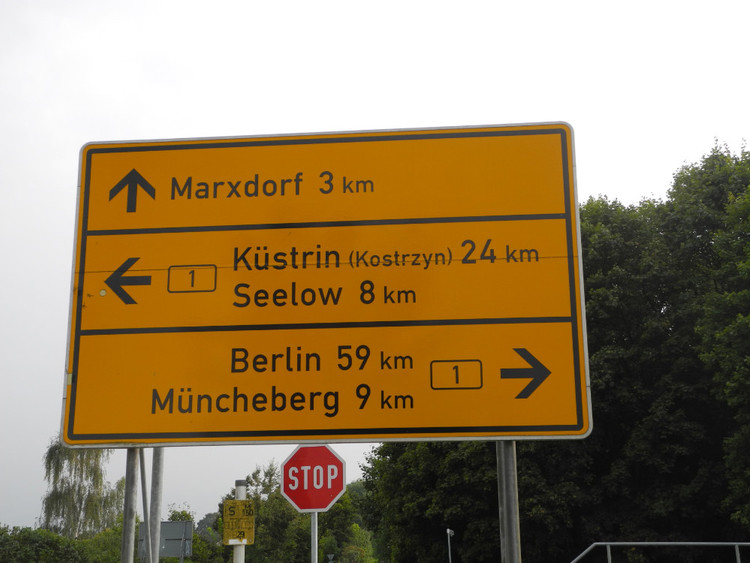 Marxdorf 3 km
1 Küstrin (Kostrzyn) 24 km
Seelow 8 km
Berlin 59 km 1
Müncheberg 9 km
STOP
S